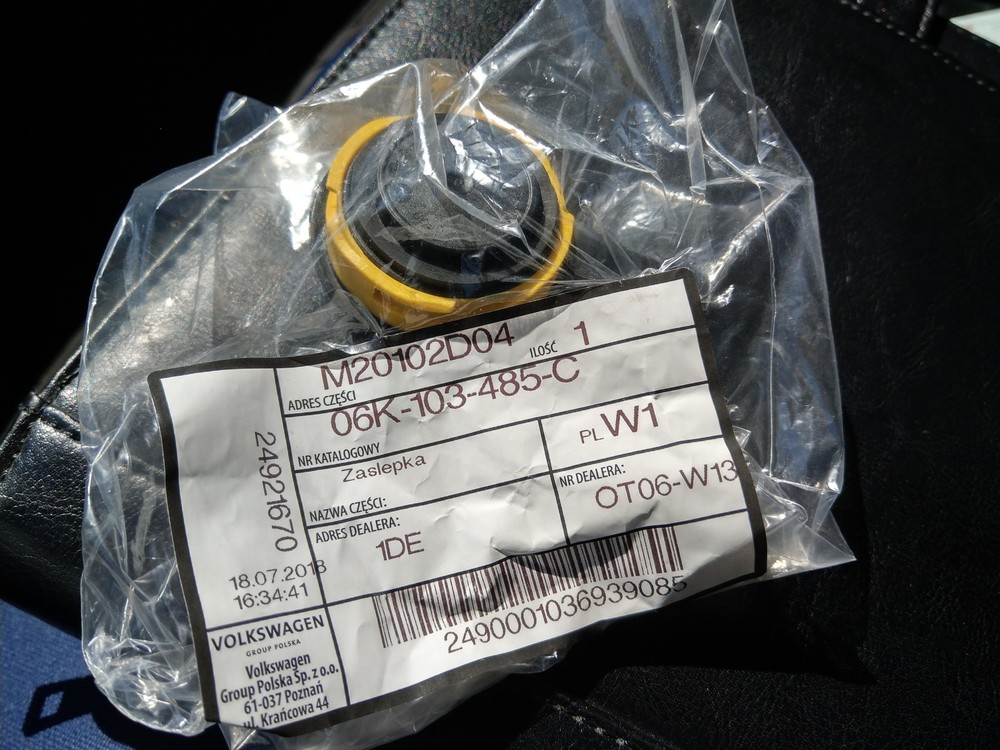 M20102D04
ADRES CZĘŚCI
ILOŚĆ 1
06K-103-485-C
NR KATALOGOWY
PL W1
Zaslepka
NAZWA CZĘŚCI:
NR DEALERA:
OT06-W13
ADRES DEALERA:
1DE
24921670
18.07.2018
16:34:41
2490001036939085
VOLKSWAGEN
GROUP POLSKA
Volkswagen
Group Polska Sp. z o.o.
61-037 Poznań
ul. Krańcowa 44